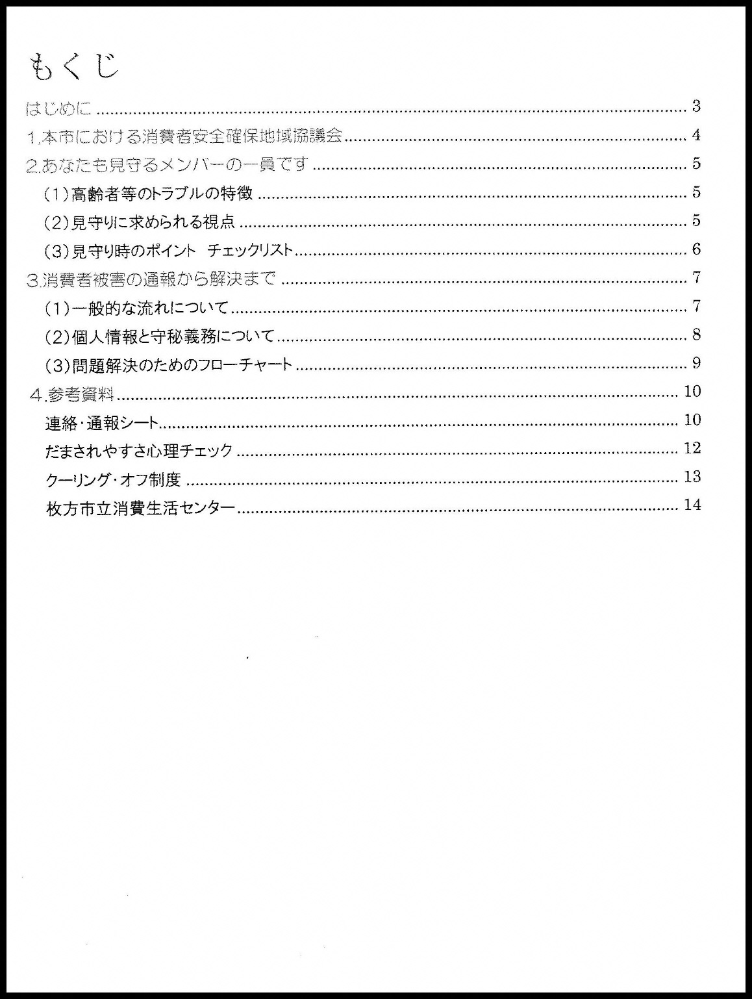 もくじ
はじめに ........ 3
1.本市における消費者安全確保地域協議会 ........ 4
2.あなたも見守るメンバーの一員です ........ 5
(1)高齢者等のトラブルの特徴 ........ 5
(2)見守りに求められる視点 ........ 5
(3)見守り時のポイント　チェックリスト ........ 6
3.消費者被害の通報から解決まで ........ 7
(1)一般的な流れについて ........ 7
(2)個人情報と守秘義務について ........ 8
(3)問題解決のためのフローチャート ........ 9
4.参考資料 ........ 10
連絡・通報シート ........ 10
だまされやすさ心理チェック ........ 12
クーリング・オフ制度 ........ 13
枚方市立消費生活センター ........ 14